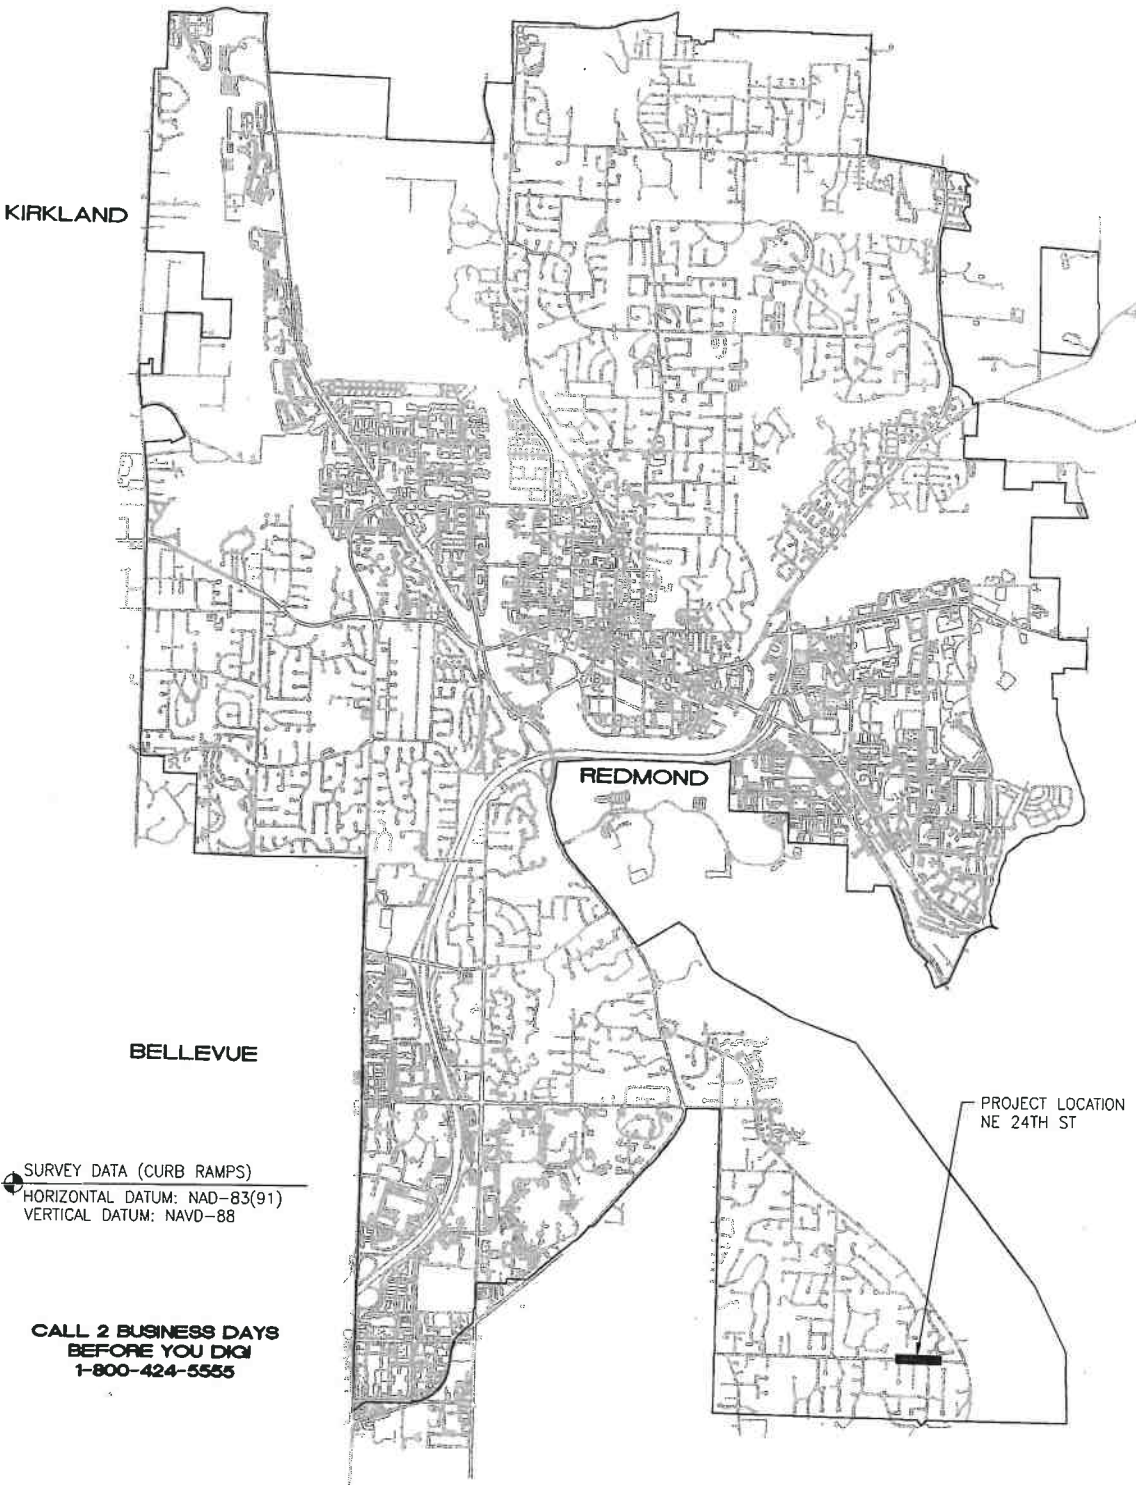 KIRKLAND
REDMOND
BELLEVUE
PROJECT LOCATION
NE 24TH ST
SURVEY DATA (CURB RAMPS)
HORIZONTAL DATUM: NAD-83(91)
VERTICAL DATUM: NAVD-88
CALL 2 BUSINESS DAYS
BEFORE YOU DIG!
1-800-424-5555